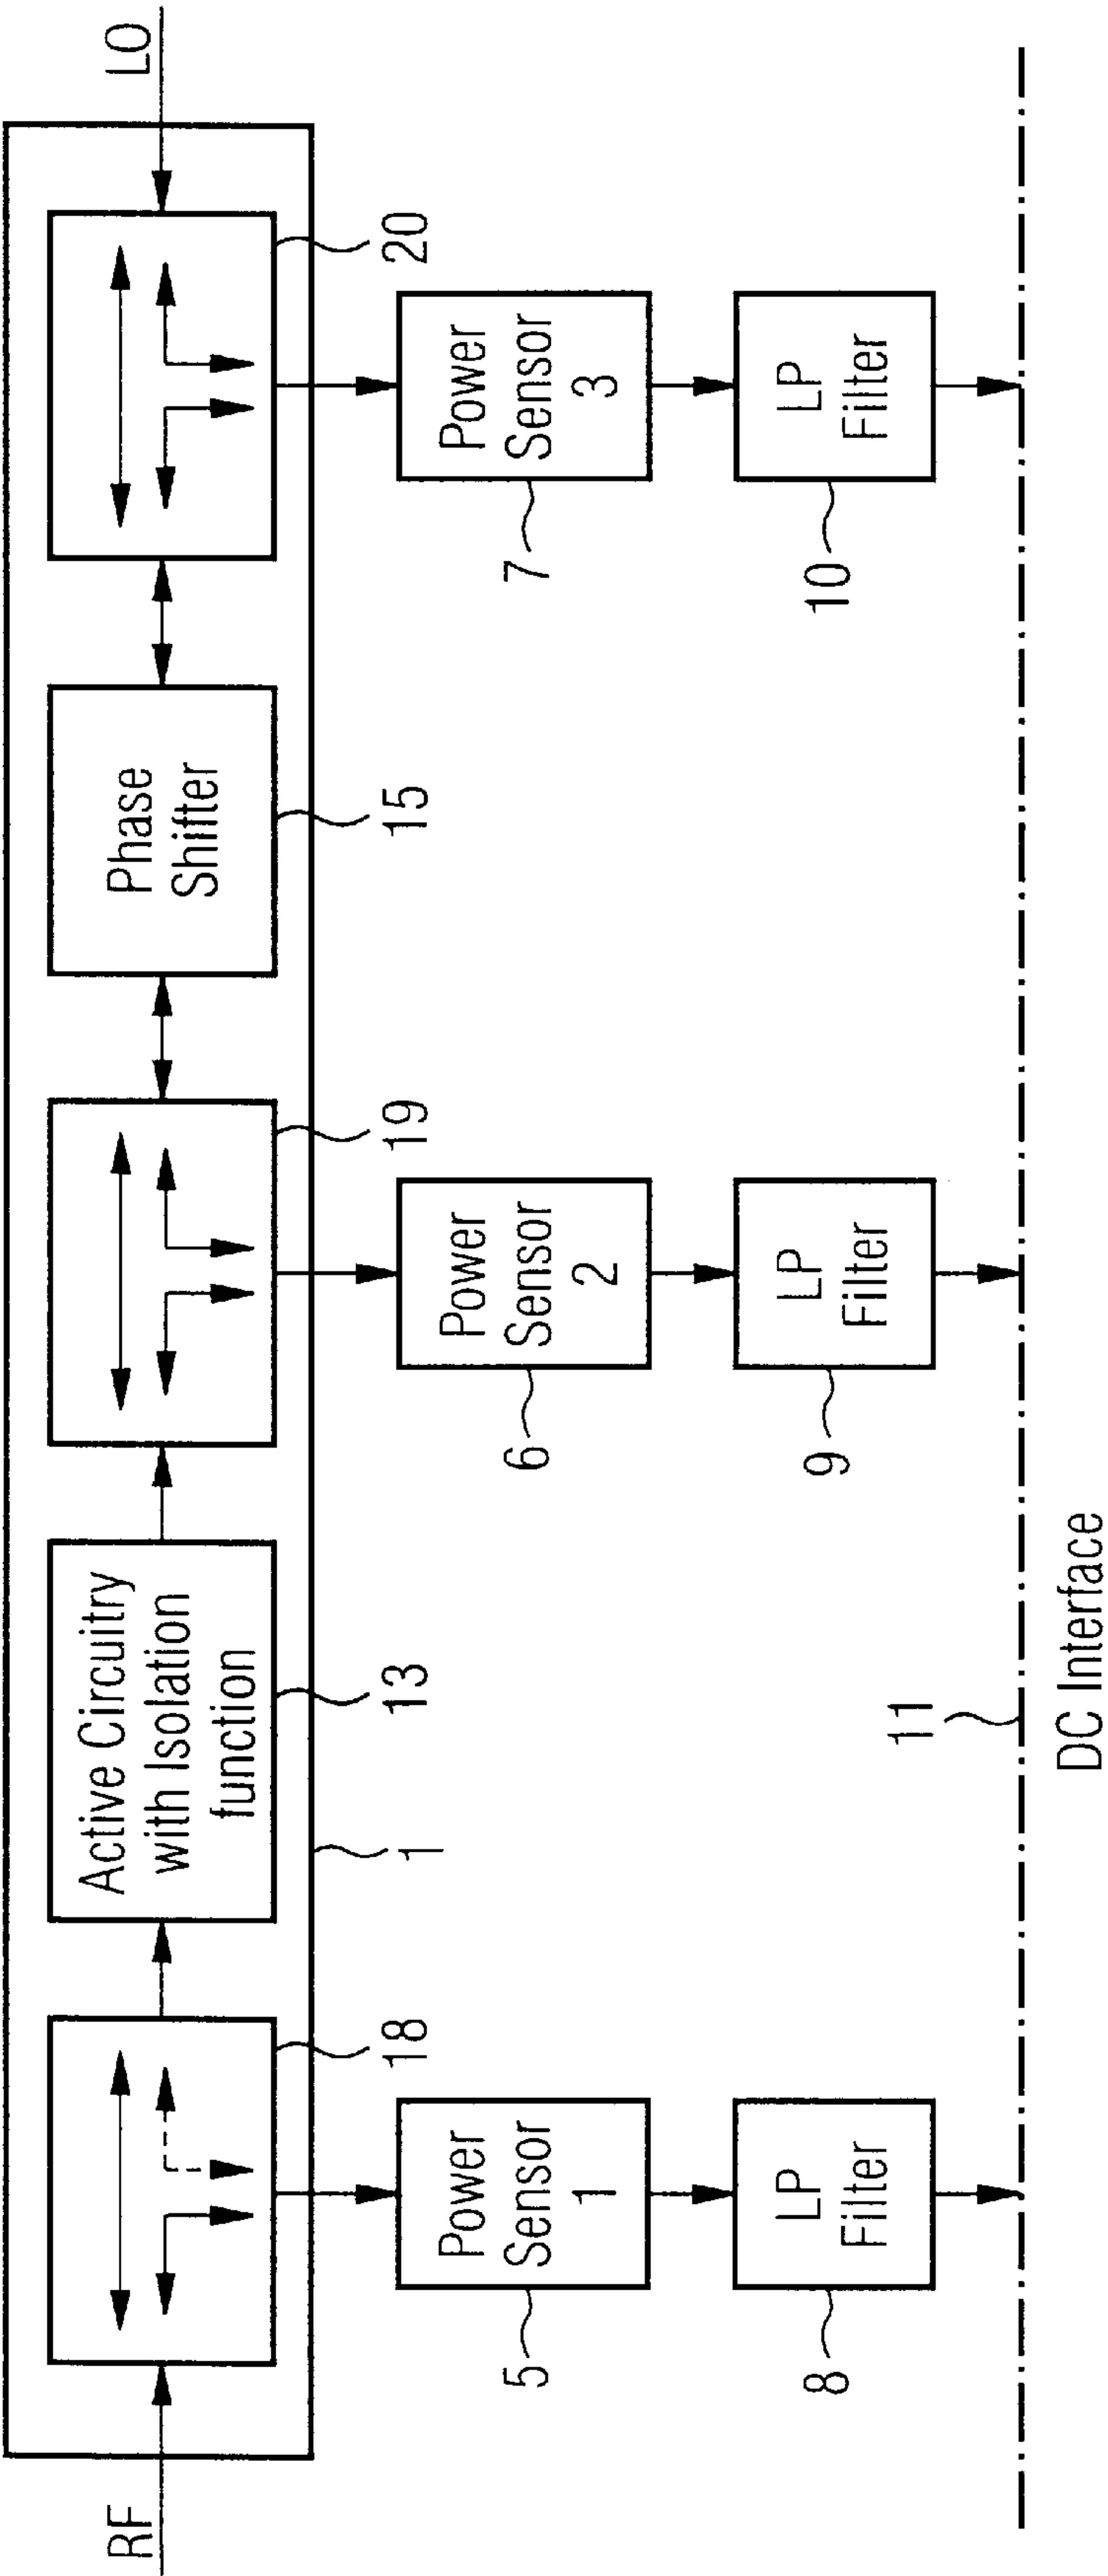 RF
LO
18
Active Circuitry
with Isolation
function
13
1
19
Phase
Shifter
15
20
Power
Sensor
1
5
Power
Sensor
2
6
Power
Sensor
3
7
LP
Filter
8
LP
Filter
9
LP
Filter
10
11
DC Interface